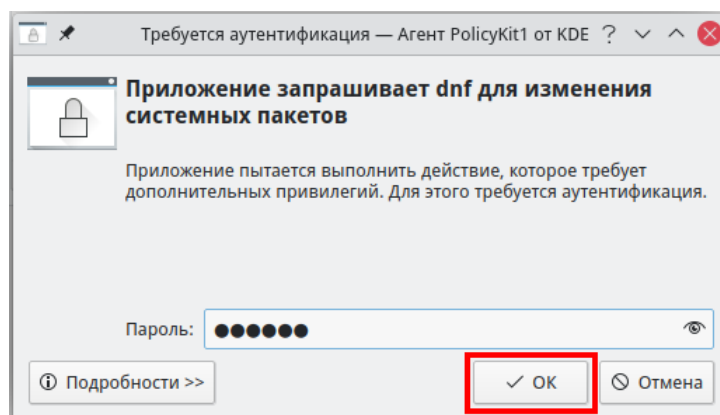 Требуется аутентификация — Агент PolicyKit1 от KDE
Приложение запрашивает dnf для изменения
системных пакетов
Приложение пытается выполнить действие, которое требует
дополнительных привилегий. Для этого требуется аутентификация.
Пароль: ●●●●●●
Подробности >> OK Отмена